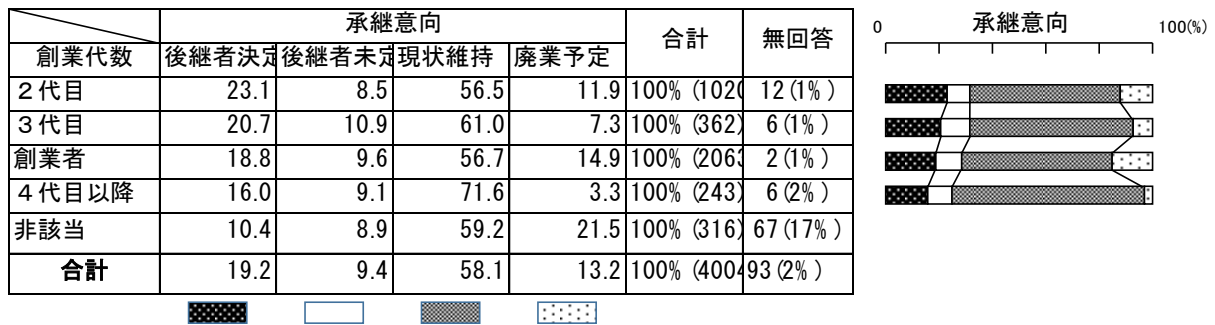 承継意向 合計 無回答
創業代数 後継者決定 後継者未定 現状維持 廃業予定
２代目 23.1 8.5 56.5 11.9 100% (1020 12(1%)
３代目 20.7 10.9 61.0 7.3 100% (362) 6(1%)
創業者 18.8 9.6 56.7 14.9 100% (2063 2(1%)
４代目以降 16.0 9.1 71.6 3.3 100% (243) 6(2%)
非該当 10.4 8.9 59.2 21.5 100% (316) 67(17%)
合計 19.2 9.4 58.1 13.2 100% (4004 93(2%)
0 承継意向 100(%)